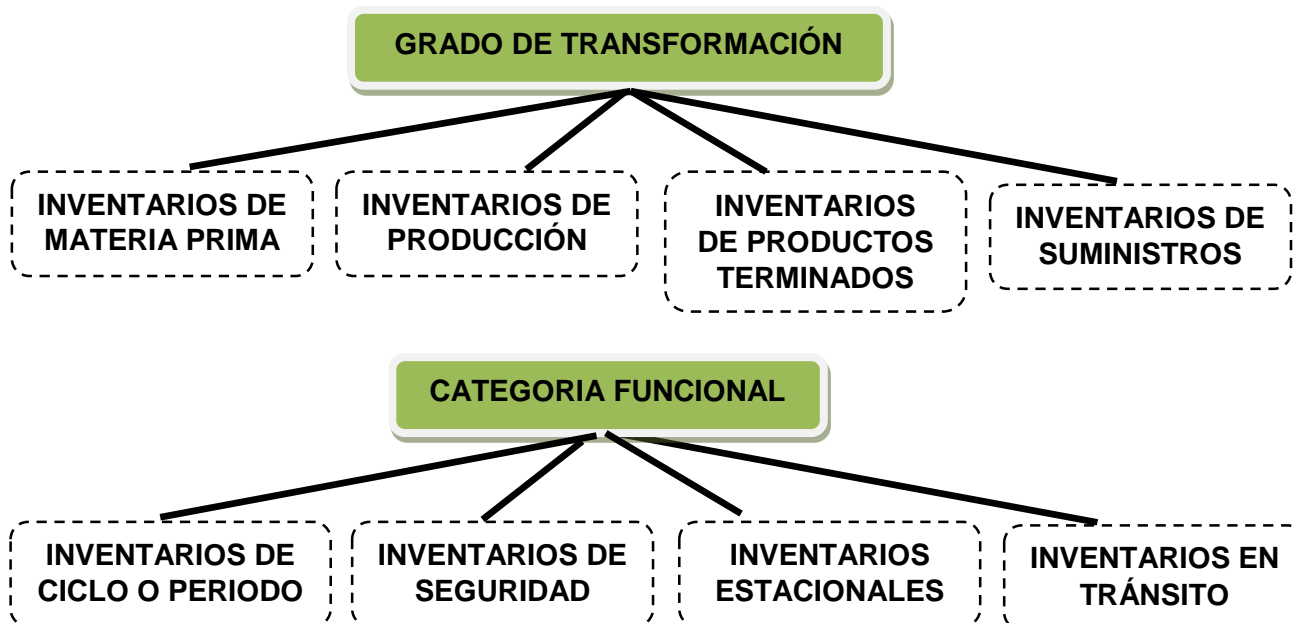 GRADO DE TRANSFORMACIÓN
INVENTARIOS DE
MATERIA PRIMA
INVENTARIOS DE
PRODUCCIÓN
INVENTARIOS
DE PRODUCTOS
TERMINADOS
INVENTARIOS DE
SUMINISTROS
CATEGORIA FUNCIONAL
INVENTARIOS DE
CICLO O PERIODO
INVENTARIOS DE
SEGURIDAD
INVENTARIOS
ESTACIONALES
INVENTARIOS EN
TRÁNSITO